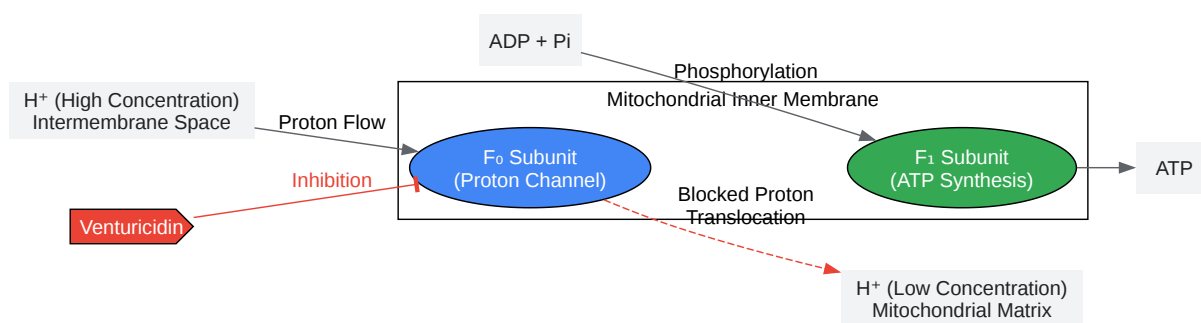 ADP + Pi
Phosphorylation
Mitochondrial Inner Membrane
H⁺ (High Concentration)
Intermembrane Space
Proton Flow
F₀ Subunit
(Proton Channel)
F₁ Subunit
(ATP Synthesis)
ATP
Inhibition
Venturicidin
Blocked Proton
Translocation
H⁺ (Low Concentration)
Mitochondrial Matrix